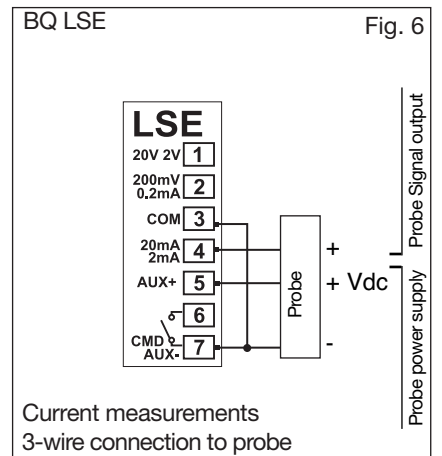 BQ LSE
Fig. 6
LSE
20V 2V 1
200mV
0.2mA 2
COM 3
20mA
2mA 4
AUX+ 5
6
CMD
AUX- 7
Probe
+
+ Vdc
-
Probe Signal output
Probe power supply
Current measurements
3-wire connection to probe